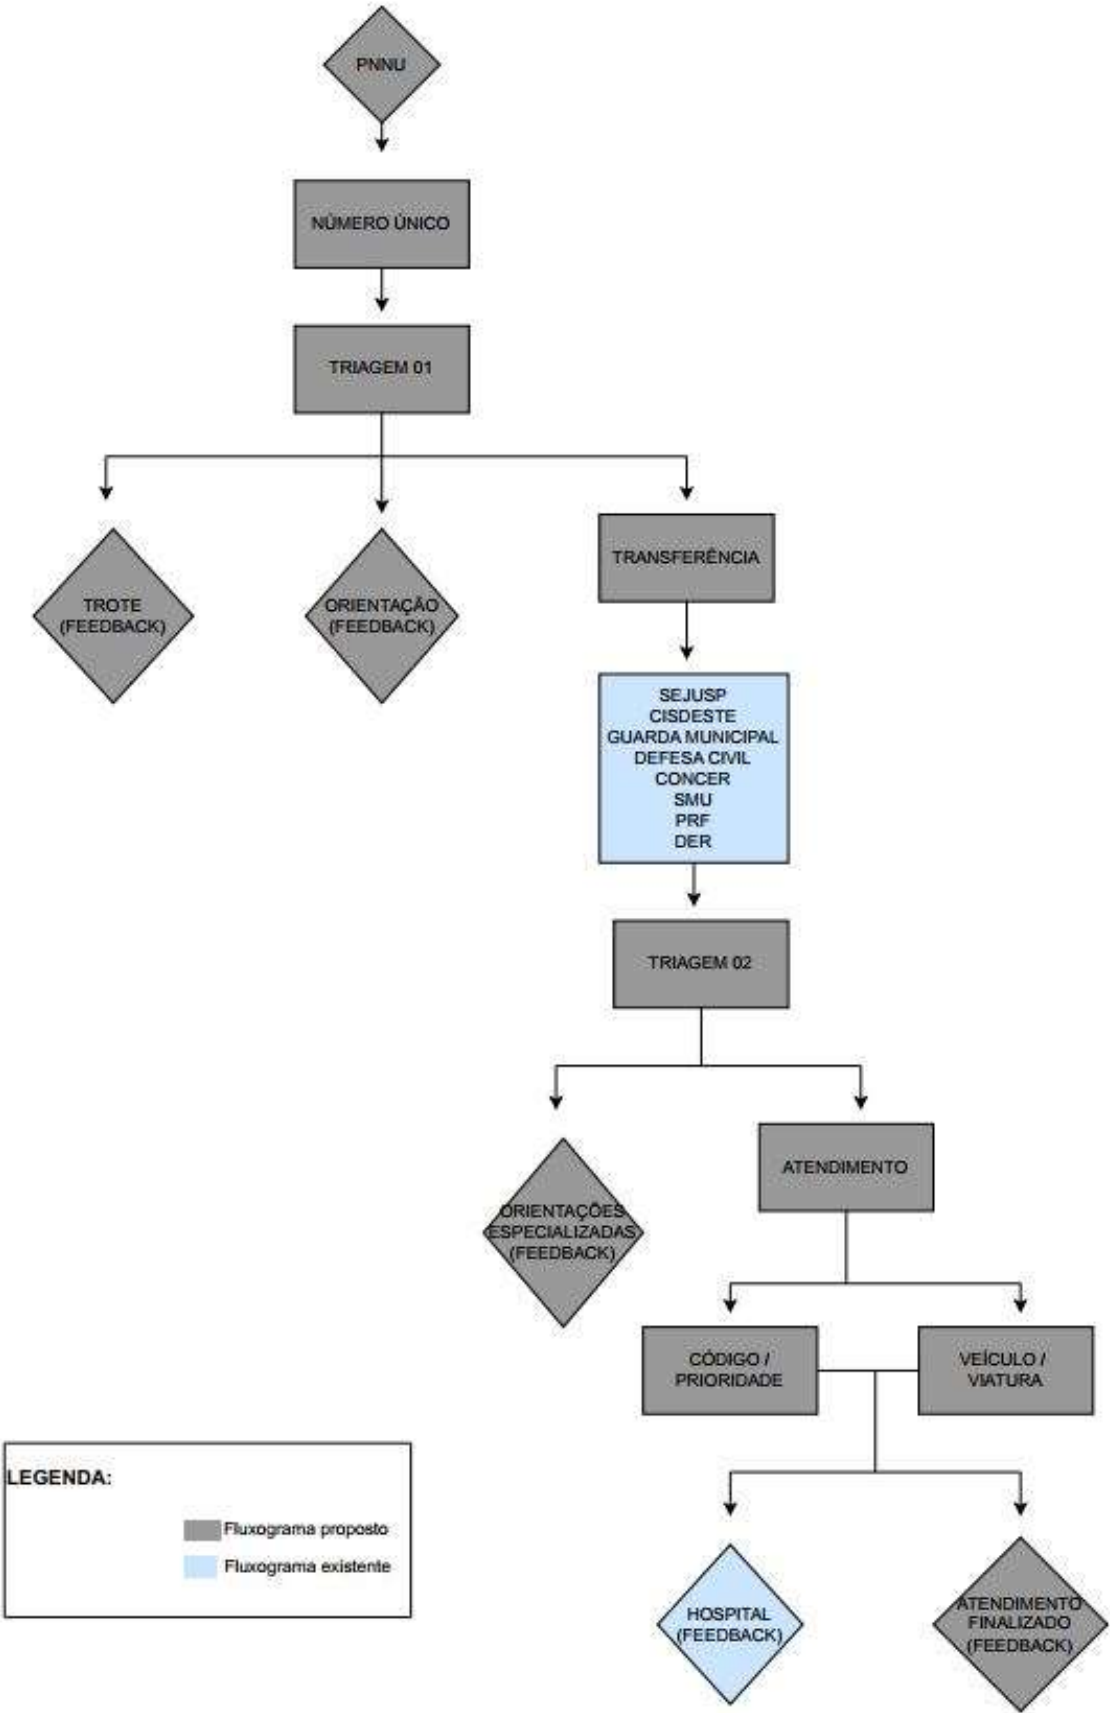 PNNU
NÚMERO ÚNICO
TRIAGEM 01
TROTE
(FEEDBACK)
ORIENTAÇÃO
(FEEDBACK)
TRANSFERÊNCIA
SEJUSP
CISDESTE
GUARDA MUNICIPAL
DEFESA CIVIL
CONCER
SMU
PRF
DER
TRIAGEM 02
ORIENTAÇÕES
ESPECIALIZADAS
(FEEDBACK)
ATENDIMENTO
CÓDIGO /
PRIORIDADE
VEÍCULO /
VIATURA
HOSPITAL
(FEEDBACK)
ATENDIMENTO
FINALIZADO
(FEEDBACK)
LEGENDA:
Fluxograma proposto
Fluxograma existente